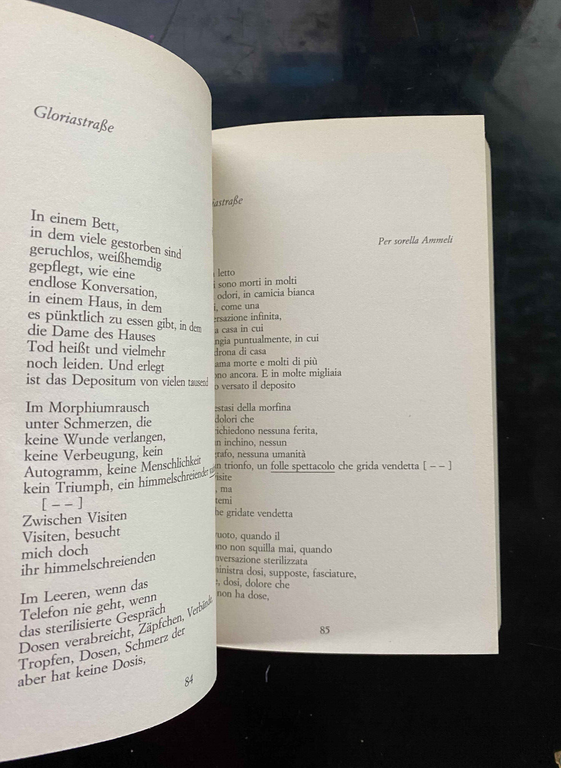 Gloriastraße
In einem Bett,
in dem viele gestorben sind
geruchlos, weißhemdig
gepflegt, wie eine
endlose Konversation,
in einem Haus, in dem
es pünktlich zu essen gibt, in dem
die Dame des Hauses
Tod heißt und vielmehr
noch leiden. Und erlegt
ist das Depositum von vielen tausend
Im Morphiumrausch
unter Schmerzen, die
keine Wunde verlangen,
keine Verbeugung, kein
Autogramm, keine Menschlichkeit
kein Triumph, ein himmelschreiender
[ – – ]
Zwischen Visiten
Visiten, besucht
mich doch
ihr himmelschreienden
Im Leeren, wenn das
Telefon nie geht, wenn
das sterilisierte Gespräch
Dosen verabreicht, Zäpfchen, Verbände,
Tropfen, Dosen, Schmerz der
aber hat keine Dosis,
84
iastraße
Per sorella Ammeli
letto
i sono morti in molti
odori, in camicia bianca
, come una
ersazione infinita,
a casa in cui
ngia puntualmente, in cui
drona di casa
ama morte e molti di più
ono ancora. E in molte migliaia
o versato il deposito
estasi della morfina
dolori che
richiedono nessuna ferita,
n inchino, nessun
grafo, nessuna umanità
n trionfo, un folle spettacolo che grida vendetta [ – – ]
visite
, ma
temi
he gridate vendetta
uoto, quando il
ono non squilla mai, quando
nversazione sterilizzata
ministra dosi, supposte, fasciature,
e, dosi, dolore che
non ha dose,
85